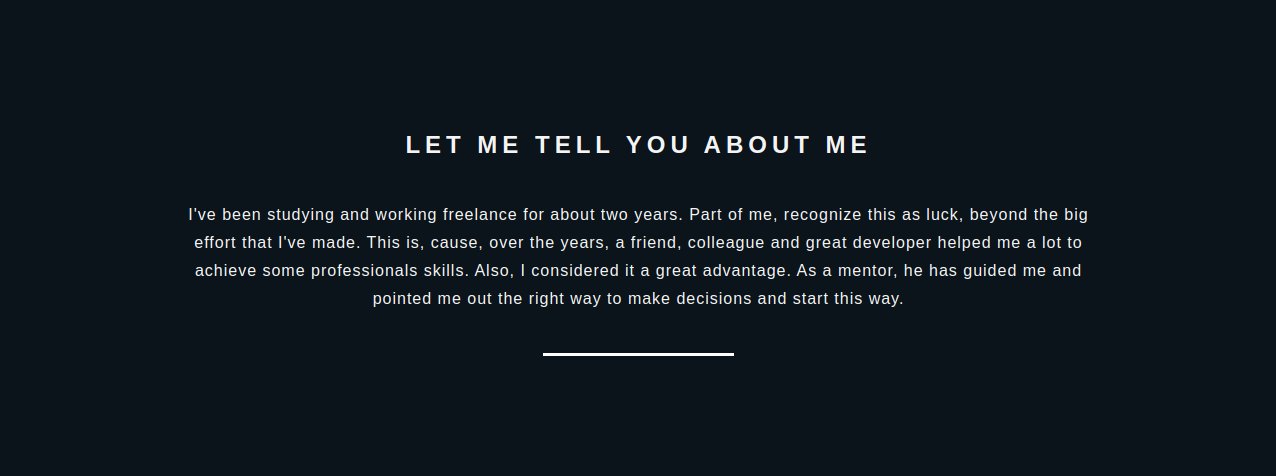 LET ME TELL YOU ABOUT ME
I've been studying and working freelance for about two years. Part of me, recognize this as luck, beyond the big
effort that I've made. This is, cause, over the years, a friend, colleague and great developer helped me a lot to
achieve some professionals skills. Also, I considered it a great advantage. As a mentor, he has guided me and
pointed me out the right way to make decisions and start this way.